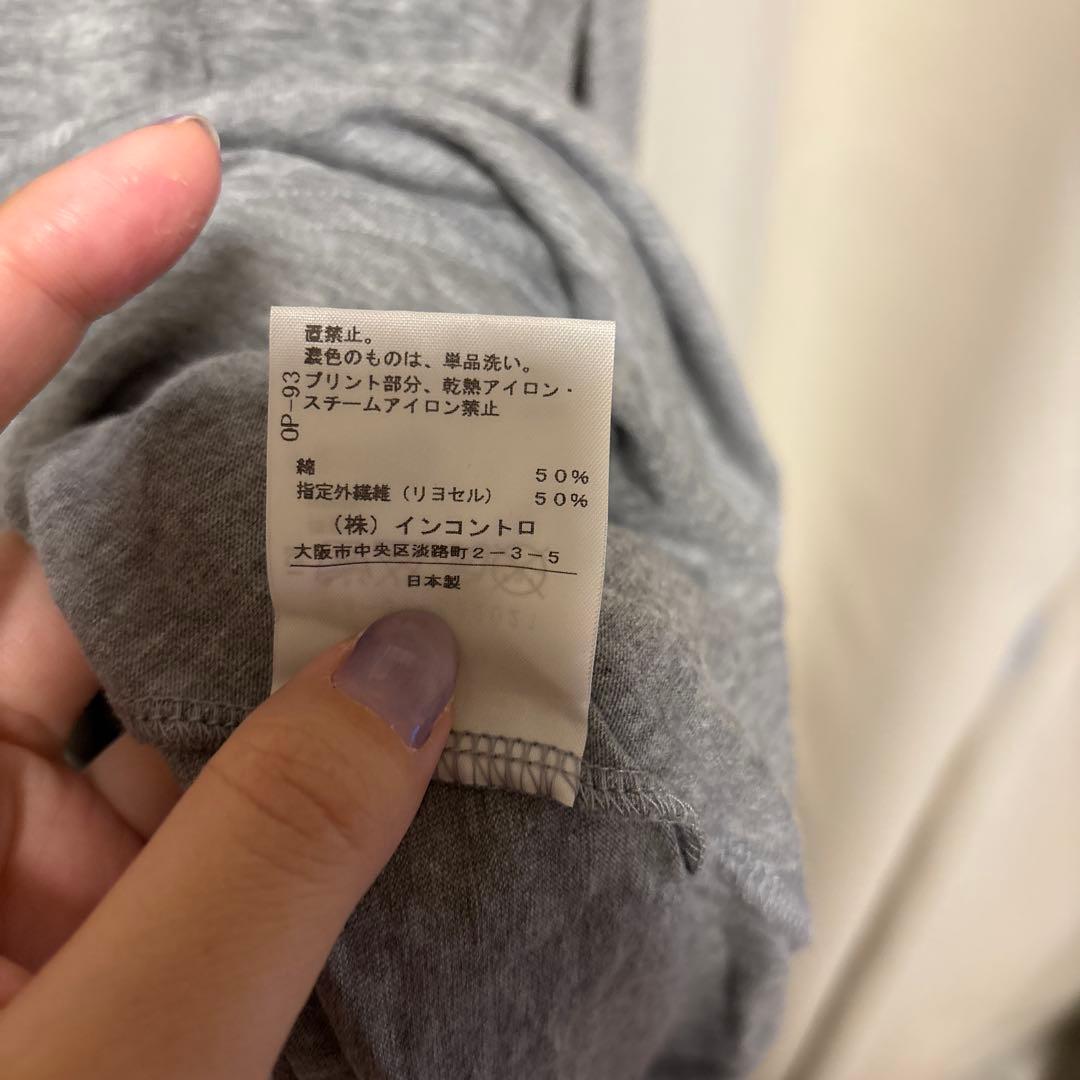 置禁止。
濃色のものは、単品洗い。
プリント部分、乾熱アイロン・
スチームアイロン禁止
OP-93
綿 50%
指定外繊維（リヨセル） 50%
（株）インコントロ
大阪市中央区淡路町2-3-5
日本製